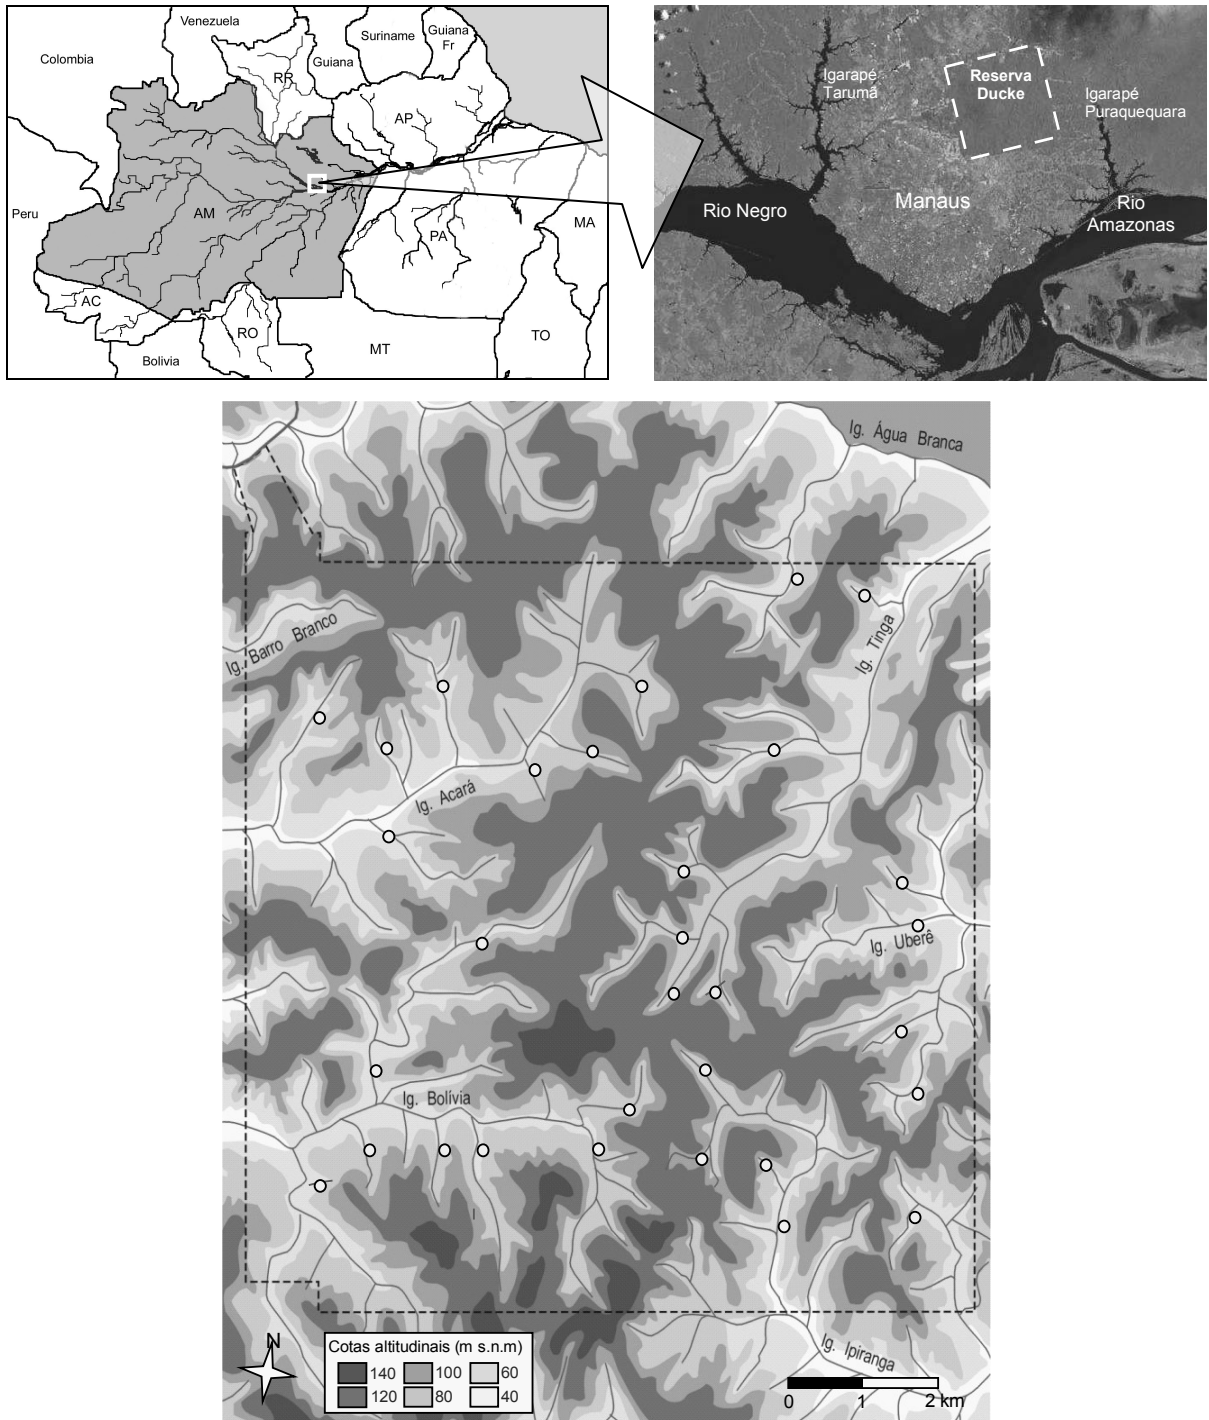 Venezuela
Colombia
Suriname
Guiana
Fr
Guiana
RR
AP
Peru
AM
PA
MA
AC
RO
Bolivia
MT
TO
Igarapé
Tarumã
Reserva
Ducke
Igarapé
Puraquequara
Rio Negro
Manaus
Rio
Amazonas
Ig. Água Branca
Ig. Barro Branco
Ig. Tinga
Ig. Acará
Ig. Uberê
Ig. Bolívia
Ig. Ipiranga
N
Cotas altitudinais (m s.n.m)
140 100 60
120 80 40
0 1 2 km